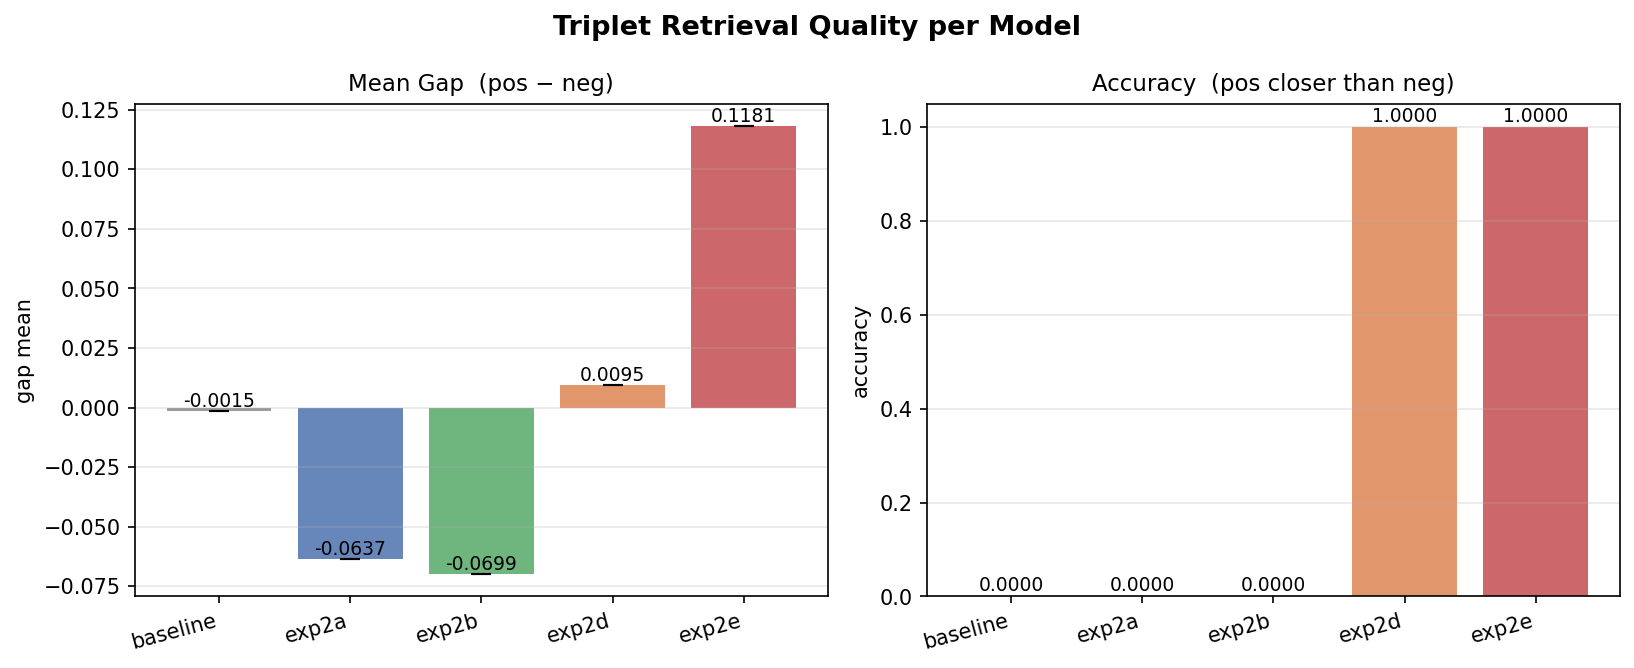 Triplet Retrieval Quality per Model
Mean Gap  (pos − neg)
gap mean
0.125
0.100
0.075
0.050
0.025
0.000
−0.025
−0.050
−0.075
-0.0015
-0.0637
-0.0699
0.0095
0.1181
baseline
exp2a
exp2b
exp2d
exp2e
Accuracy  (pos closer than neg)
accuracy
1.0
0.8
0.6
0.4
0.2
0.0
0.0000
0.0000
0.0000
1.0000
1.0000
baseline
exp2a
exp2b
exp2d
exp2e